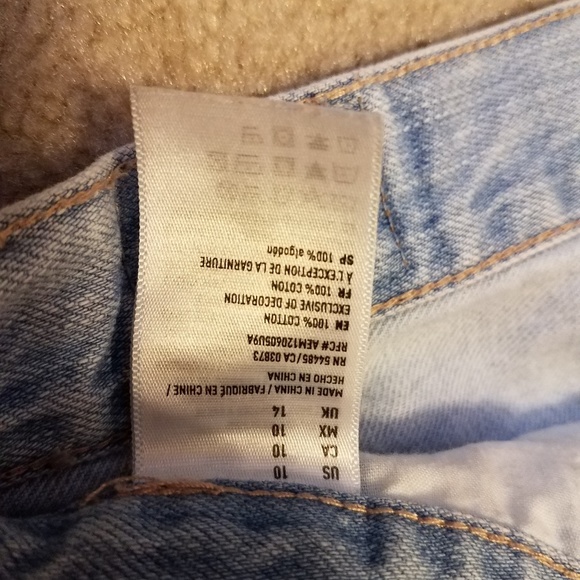 US 10
CA 10
MX 10
UK 14
MADE IN CHINA / FABRIQUÉ EN CHINE /
HECHO EN CHINA
RN 54485 / CA 03873
RFC# AEM120605U9A
EN 100% COTTON
EXCLUSIVE OF DECORATION
FR 100% COTON
À L'EXCEPTION DE LA GARNITURE
SP 100% algodón